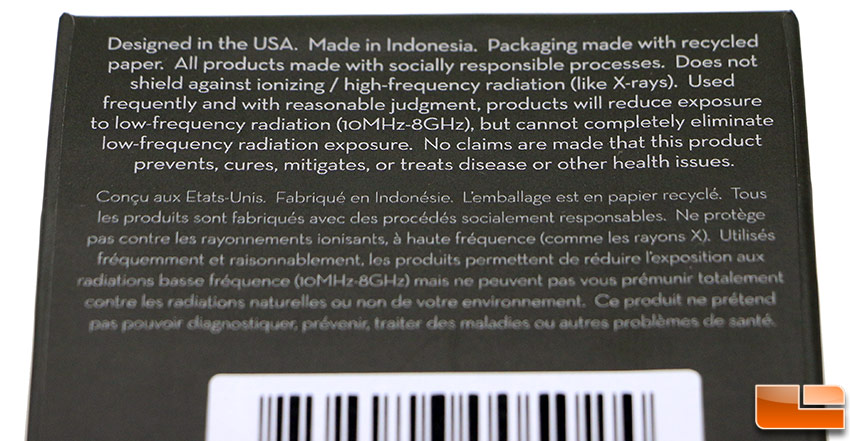 Designed in the USA. Made in Indonesia. Packaging made with recycled
paper. All products made with socially responsible processes. Does not
shield against ionizing / high-frequency radiation (like X-rays). Used
frequently and with reasonable judgment, products will reduce exposure
to low-frequency radiation (10MHz-8GHz), but cannot completely eliminate
low-frequency radiation exposure. No claims are made that this product
prevents, cures, mitigates, or treats disease or other health issues.
Conçu aux Etats-Unis. Fabriqué en Indonésie. L'emballage est en papier recyclé. Tous
les produits sont fabriqués avec des procédés socialement responsables. Ne protège
pas contre les rayonnements ionisants, à haute fréquence (comme les rayons X). Utilisés
fréquemment et raisonnablement, les produits permettent de réduire l'exposition aux
radiations basse fréquence (10MHz-8GHz) mais ne peuvent pas vous prémunir totalement
contre les radiations naturelles ou non de votre environnement. Ce produit ne prétend
pas pouvoir diagnostiquer, prévenir, traiter des maladies ou autres problèmes de santé.